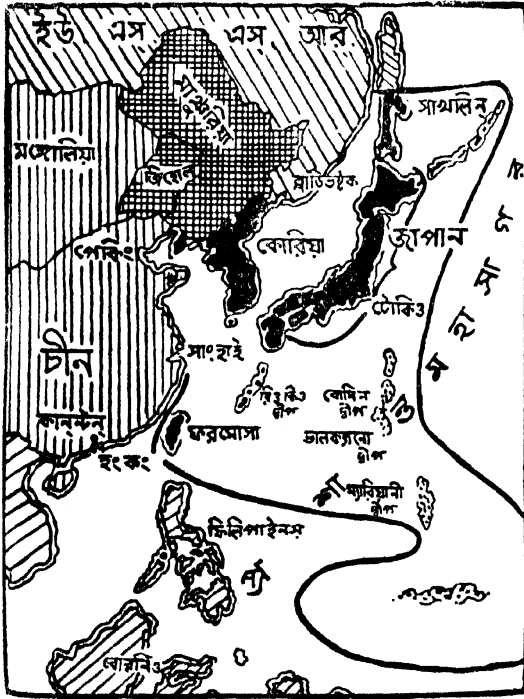 ইউ এস এস আর
মাঞ্চুরিয়া
সাখালিন
মঙ্গোলিয়া
জেহোল
ভ্লাডিভষ্টক
পেকিং
কোরিয়া
জাপান
টোকিও
সাংহাই
চীন
রিয়ুকিও
দ্বীপ
বোনিন
দ্বীপ
ভালক্যানো
দ্বীপ
ক্যান্টন
হংকং
ফরমোসা
ম্যারিয়ানী
দ্বীপ
ফিলিপাইনস
বোর্নিও
প্র শা ন্ত ম হা সা গ র